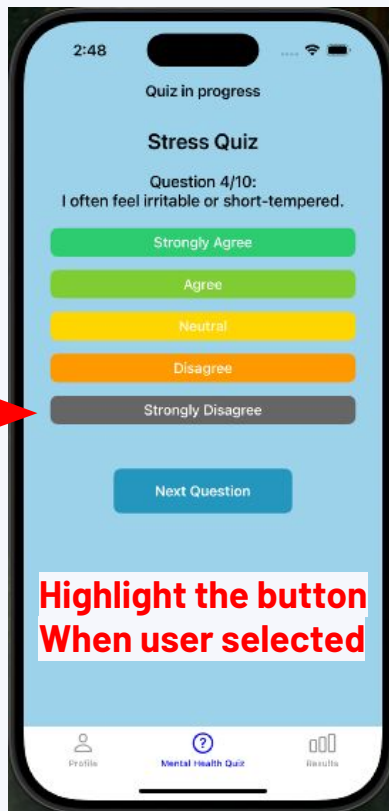 2:48
Quiz in progress
Stress Quiz
Question 4/10:
I often feel irritable or short-tempered.
Strongly Agree
Agree
Neutral
Disagree
Strongly Disagree
Next Question
Highlight the button
When user selected
Profile
Mental Health Quiz
Results